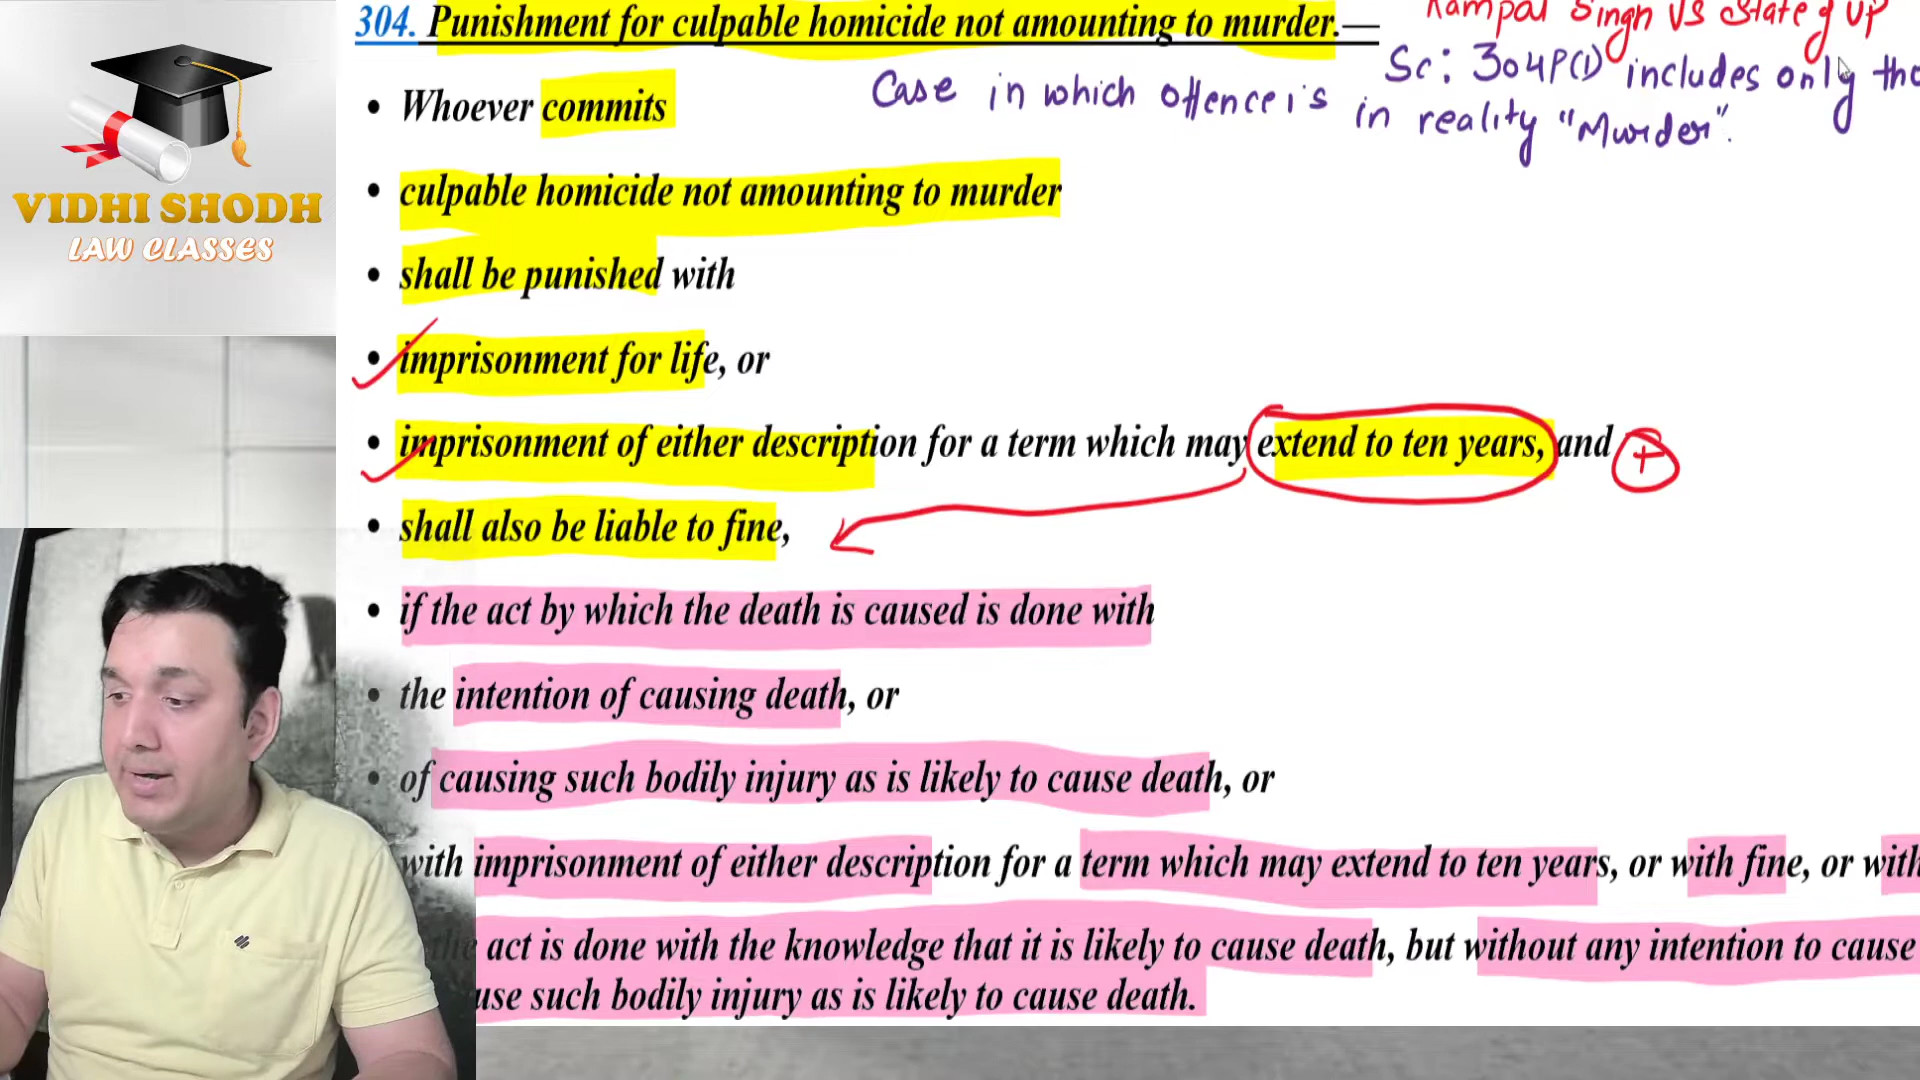 304. Punishment for culpable homicide not amounting to murder.—
Rampal Singh vs State of UP
Sc: 304P(1) includes only tho
Case in which offence is in reality "Murder".
• Whoever commits
• culpable homicide not amounting to murder
• shall be punished with
• imprisonment for life, or
• imprisonment of either description for a term which may extend to ten years, and +
• shall also be liable to fine,
• if the act by which the death is caused is done with
• the intention of causing death, or
• of causing such bodily injury as is likely to cause death, or
with imprisonment of either description for a term which may extend to ten years, or with fine, or with
the act is done with the knowledge that it is likely to cause death, but without any intention to cause
use such bodily injury as is likely to cause death.
VIDHI SHODH
LAW CLASSES